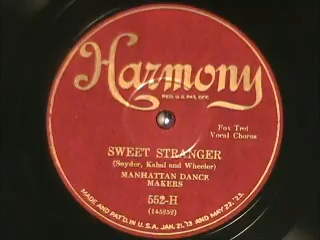 Harmony
REG. U.S. PAT. OFF.
Fox Trot
Vocal Chorus
SWEET STRANGER
(Snyder, Kahal and Wheeler)
MANHATTAN DANCE
MAKERS
552-H
(145252)
MADE AND PAT'D IN U.S.A. JAN. 21, '13 AND MAY 22, '23.